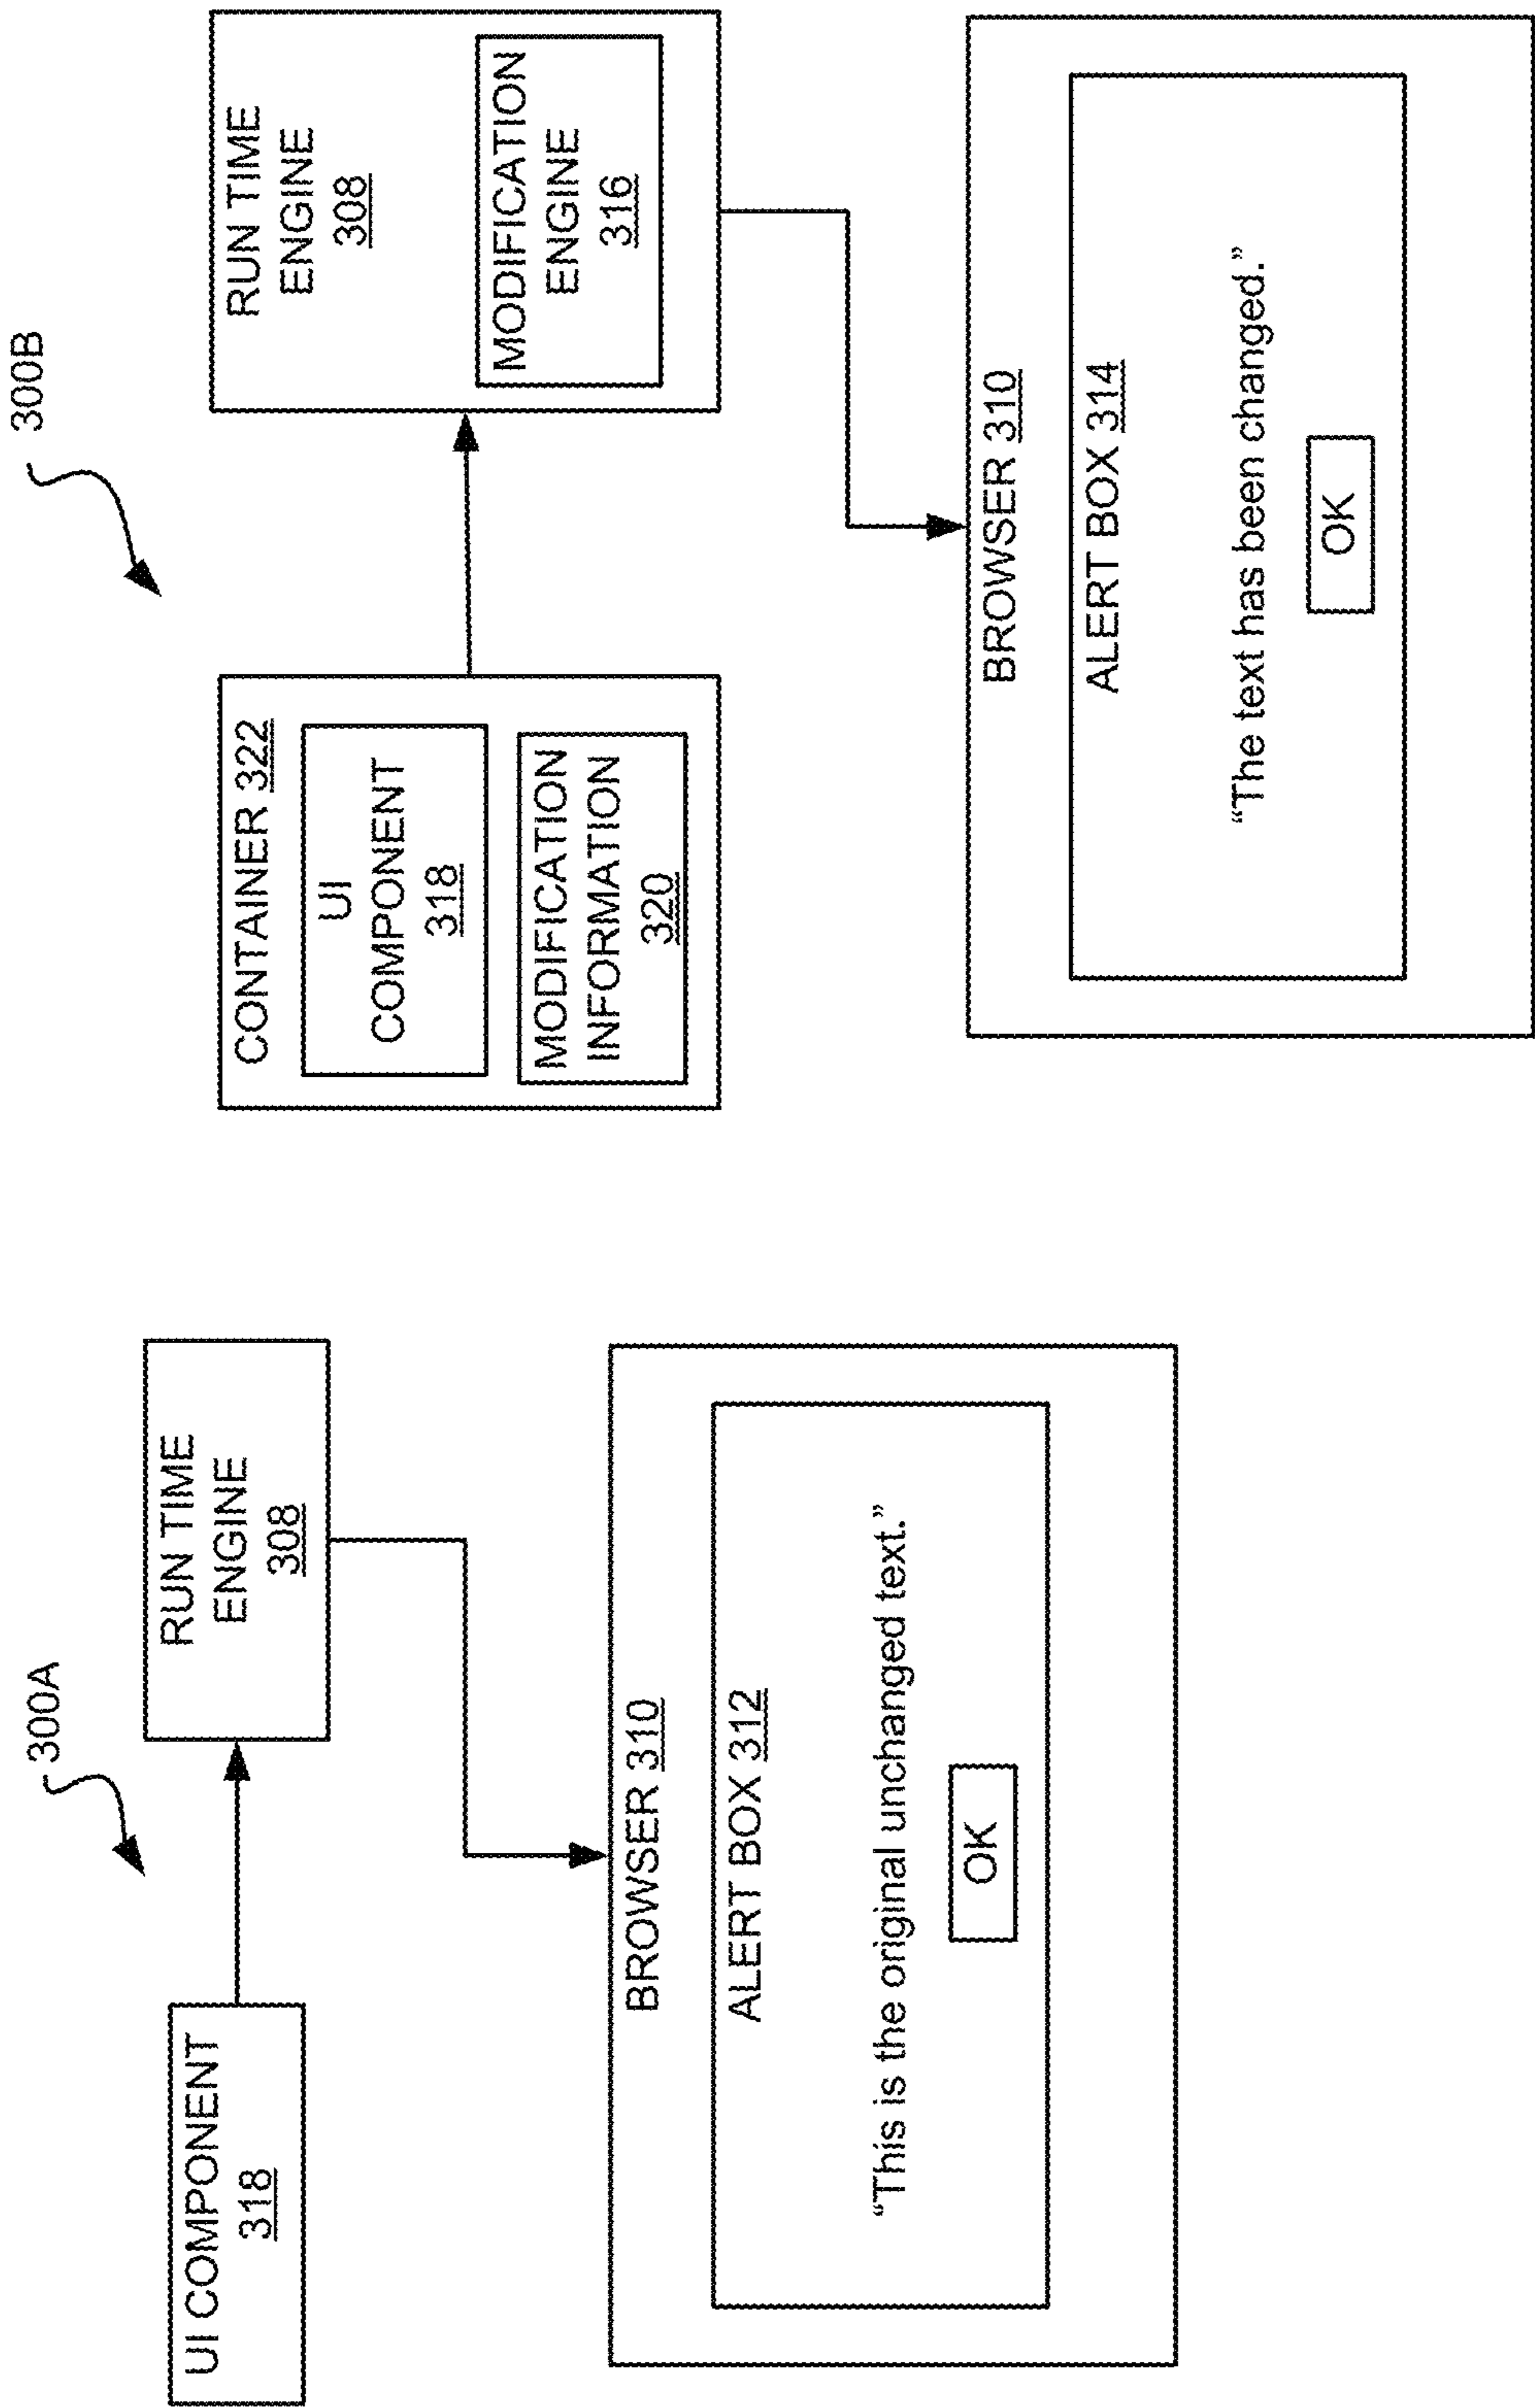 300A
UI COMPONENT
318
RUN TIME
ENGINE
308
BROWSER 310
ALERT BOX 312
“This is the original unchanged text.”
OK
300B
CONTAINER 322
UI
COMPONENT
318
MODIFICATION
INFORMATION
320
RUN TIME
ENGINE
308
MODIFICATION
ENGINE
316
BROWSER 310
ALERT BOX 314
“The text has been changed.”
OK